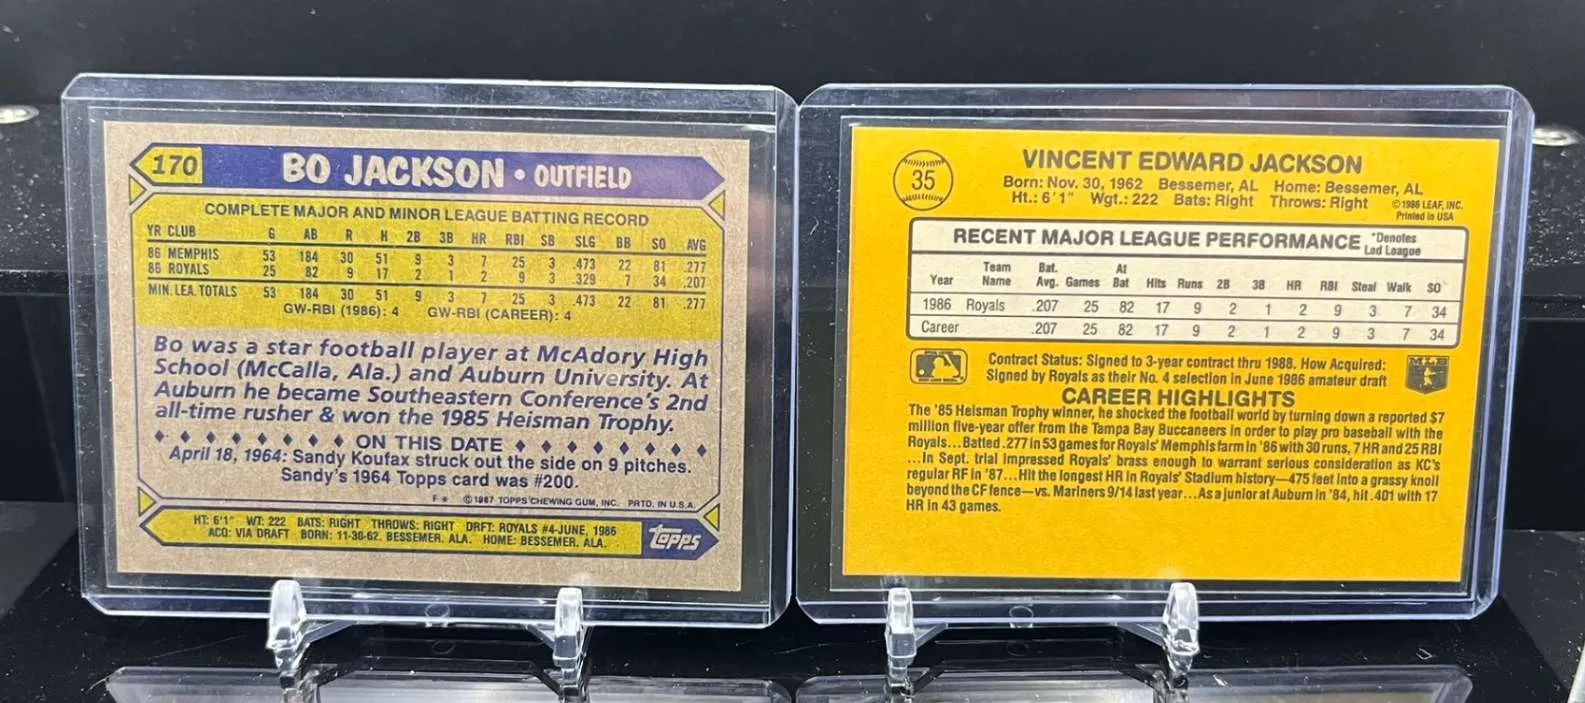 170 BO JACKSON • OUTFIELD
COMPLETE MAJOR AND MINOR LEAGUE BATTING RECORD
YR CLUB G AB R H 2B 3B HR RBI SB SLG BB SO AVG
86 MEMPHIS 53 184 30 51 9 3 7 25 3 .473 22 81 .277
86 ROYALS 25 82 9 17 2 1 2 9 3 .329 7 34 .207
MIN. LEA. TOTALS 53 184 30 51 9 3 7 25 3 .473 22 81 .277
GW-RBI (1986): 4 GW-RBI (CAREER): 4
Bo was a star football player at McAdory High
School (McCalla, Ala.) and Auburn University. At
Auburn he became Southeastern Conference's 2nd
all-time rusher & won the 1985 Heisman Trophy.
ON THIS DATE
April 18, 1964: Sandy Koufax struck out the side on 9 pitches.
Sandy's 1964 Topps card was #200.
F * © 1987 TOPPS CHEWING GUM, INC. PRTD. IN U.S.A.
HT: 6'1" WT: 222 BATS: RIGHT THROWS: RIGHT DRFT: ROYALS #4-JUNE, 1986
ACQ: VIA DRAFT BORN: 11-30-62, BESSEMER, ALA. HOME: BESSEMER, ALA.
Topps
35
VINCENT EDWARD JACKSON
Born: Nov. 30, 1962 Bessemer, AL Home: Bessemer, AL
Ht.: 6'1" Wgt.: 222 Bats: Right Throws: Right
© 1986 LEAF, INC.
Printed in USA
RECENT MAJOR LEAGUE PERFORMANCE *Denotes
Led League
Year Team Name Bat. Avg. Games At Bat Hits Runs 2B 3B HR RBI Steal Walk SO
1986 Royals .207 25 82 17 9 2 1 2 9 3 7 34
Career .207 25 82 17 9 2 1 2 9 3 7 34
Contract Status: Signed to 3-year contract thru 1988. How Acquired:
Signed by Royals as their No. 4 selection in June 1986 amateur draft
MLB
CAREER HIGHLIGHTS
The '85 Heisman Trophy winner, he shocked the football world by turning down a reported $7
million five-year offer from the Tampa Bay Buccaneers in order to play pro baseball with the
Royals...Batted .277 in 53 games for Royals' Memphis farm in '86 with 30 runs, 7 HR and 25 RBI
...In Sept. trial impressed Royals' brass enough to warrant serious consideration as KC's
regular RF in '87...Hit the longest HR in Royals' Stadium history—475 feet into a grassy knoll
beyond the CF fence—vs. Mariners 9/14 last year...As a junior at Auburn in '84, hit .401 with 17
HR in 43 games.